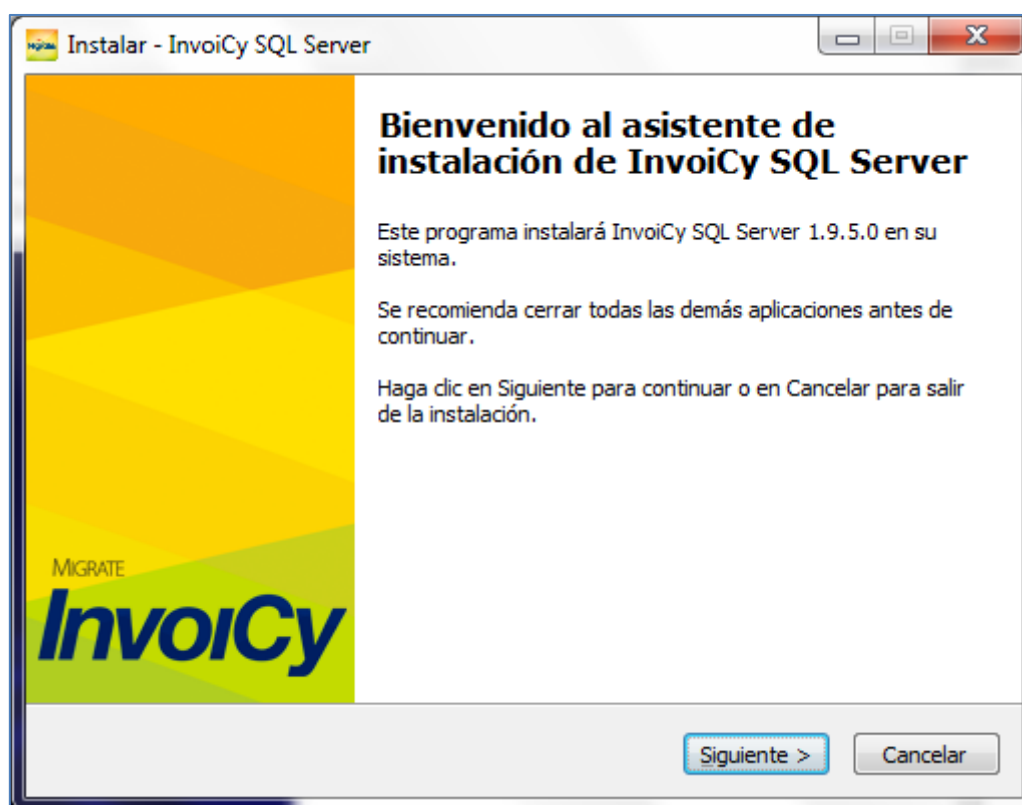 Instalar - InvoiCy SQL Server
Bienvenido al asistente de
instalación de InvoiCy SQL Server
Este programa instalará InvoiCy SQL Server 1.9.5.0 en su
sistema.
Se recomienda cerrar todas las demás aplicaciones antes de
continuar.
Haga clic en Siguiente para continuar o en Cancelar para salir
de la instalación.
MIGRATE
InvoiCy
Siguiente >
Cancelar